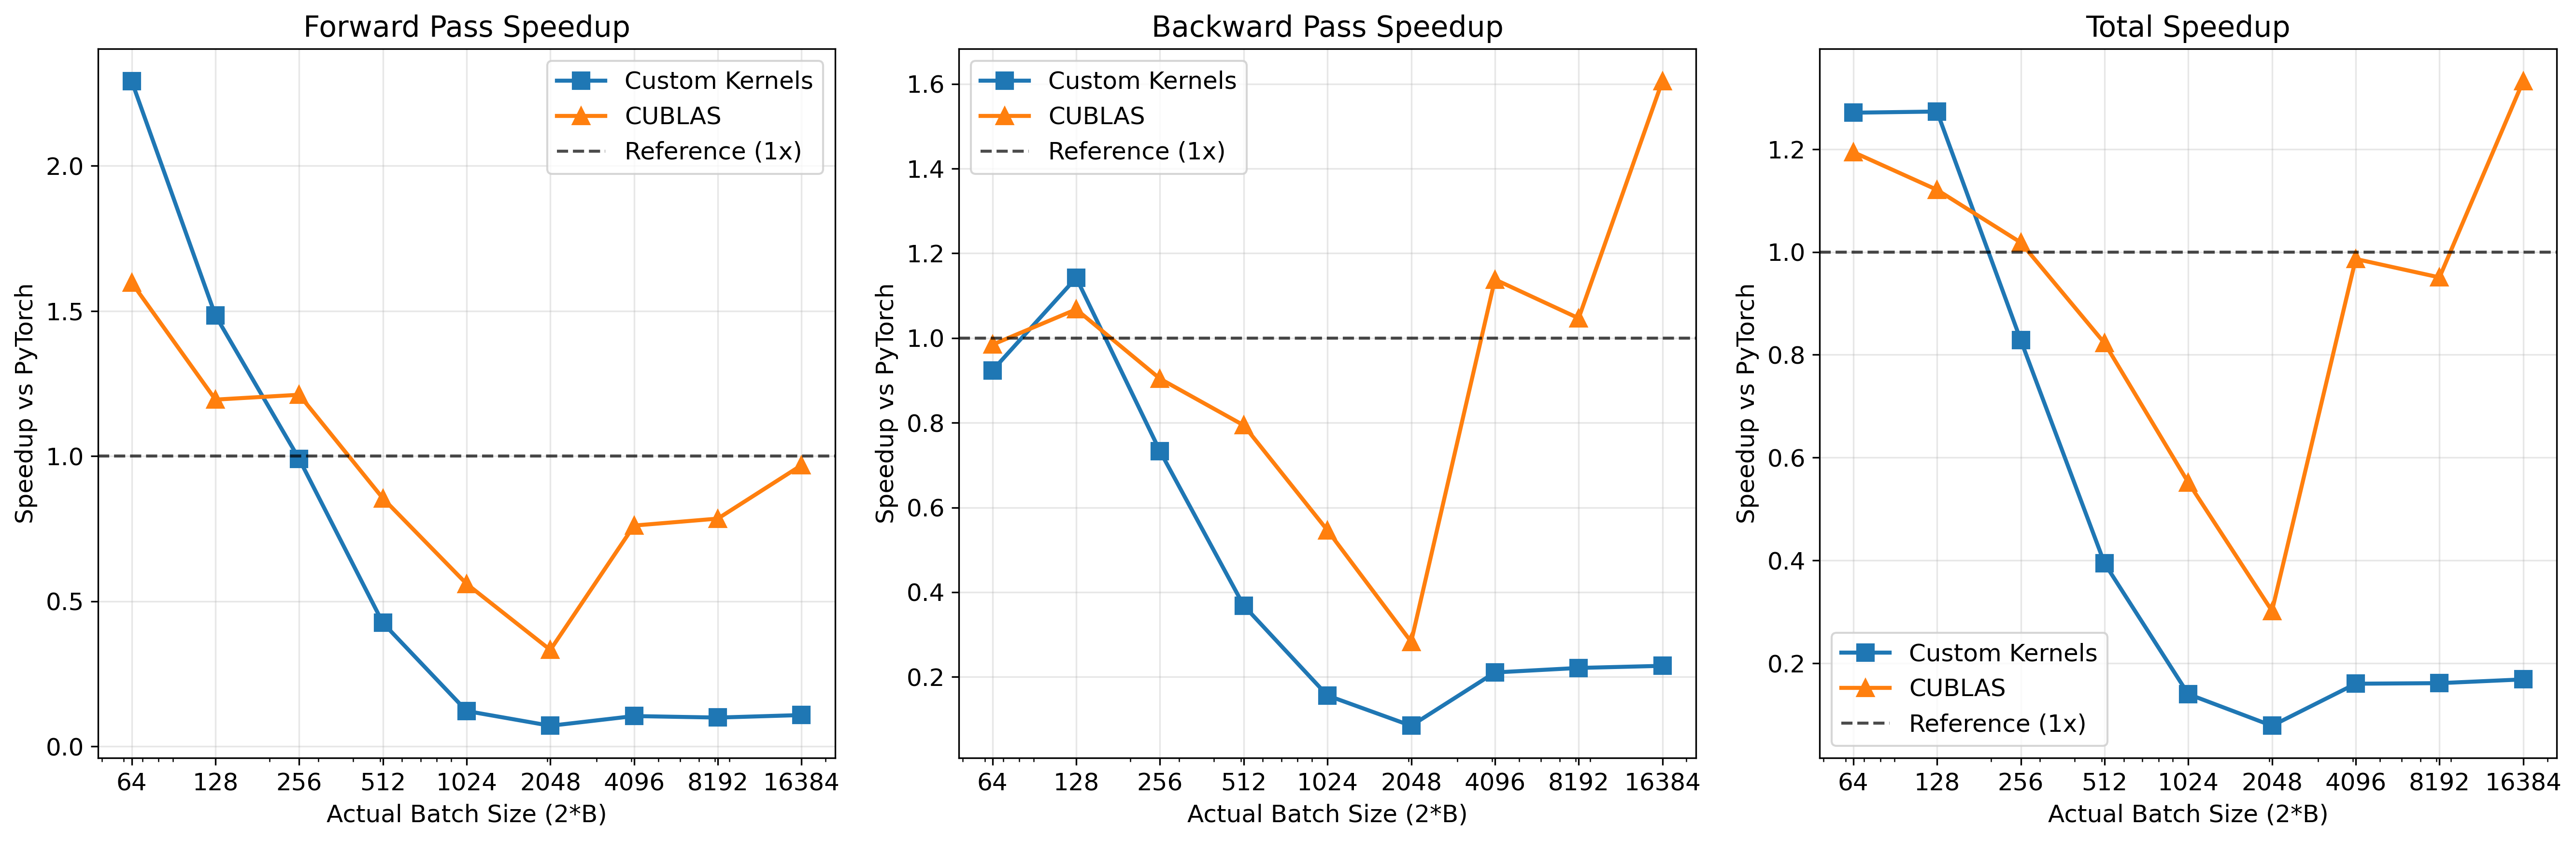 Forward Pass Speedup
Speedup vs PyTorch
2.0
1.5
1.0
0.5
0.0
Custom Kernels
CUBLAS
Reference (1x)
64 128 256 512 1024 2048 4096 8192 16384
Actual Batch Size (2*B)
Backward Pass Speedup
Speedup vs PyTorch
1.6
1.4
1.2
1.0
0.8
0.6
0.4
0.2
Custom Kernels
CUBLAS
Reference (1x)
64 128 256 512 1024 2048 4096 8192 16384
Actual Batch Size (2*B)
Total Speedup
Speedup vs PyTorch
1.2
1.0
0.8
0.6
0.4
0.2
Custom Kernels
CUBLAS
Reference (1x)
64 128 256 512 1024 2048 4096 8192 16384
Actual Batch Size (2*B)